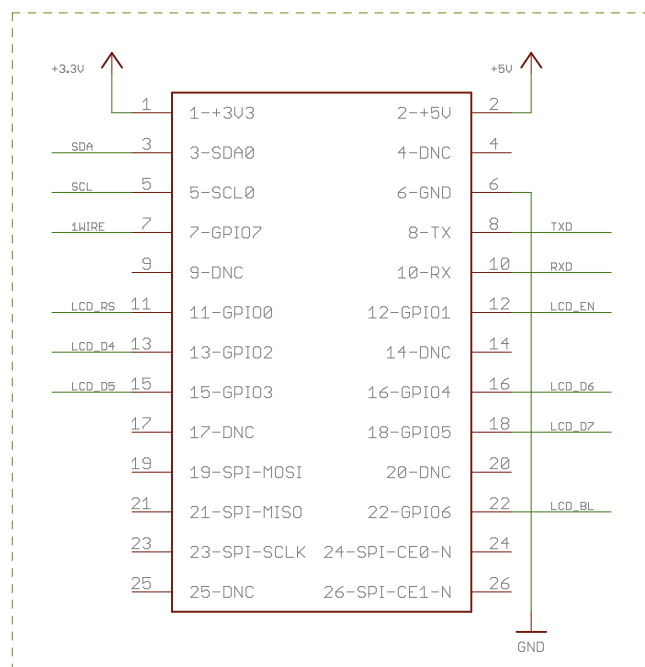 +3.3V +5V
1 1-+3V3 2-+5V 2
SDA 3 3-SDA0 4-DNC 4
SCL 5 5-SCL0 6-GND 6
1WIRE 7 7-GPIO7 8-TX 8 TXD
9 9-DNC 10-RX 10 RXD
LCD_RS 11 11-GPIO0 12-GPIO1 12 LCD_EN
LCD_D4 13 13-GPIO2 14-DNC 14
LCD_D5 15 15-GPIO3 16-GPIO4 16 LCD_D6
17 17-DNC 18-GPIO5 18 LCD_D7
19 19-SPI-MOSI 20-DNC 20
21 21-SPI-MISO 22-GPIO6 22 LCD_BL
23 23-SPI-SCLK 24-SPI-CE0-N 24
25 25-DNC 26-SPI-CE1-N 26
GND